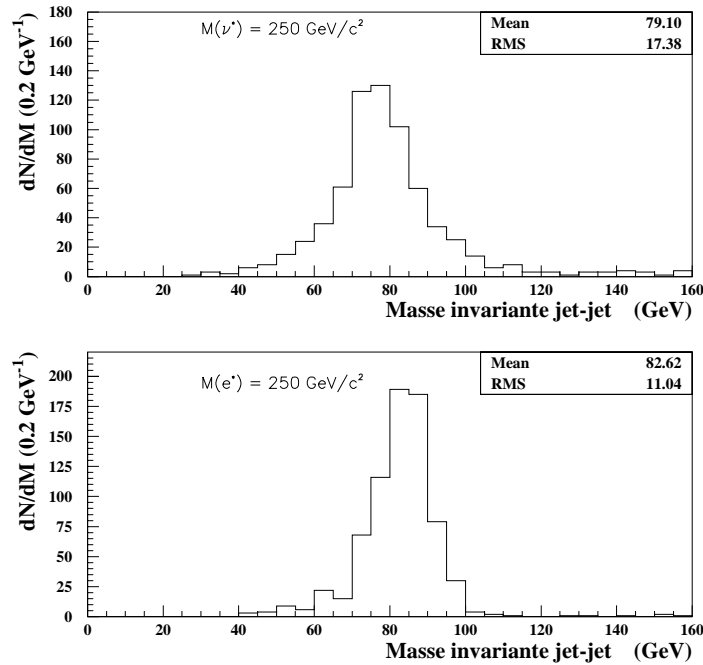 dN/dM (0.2 GeV⁻¹)
M(ν*) = 250 GeV/c²
Mean 79.10
RMS 17.38
180
160
140
120
100
80
60
40
20
0
0 20 40 60 80 100 120 140 160
Masse invariante jet-jet (GeV)
dN/dM (0.2 GeV⁻¹)
M(e*) = 250 GeV/c²
Mean 82.62
RMS 11.04
200
175
150
125
100
75
50
25
0
0 20 40 60 80 100 120 140 160
Masse invariante jet-jet (GeV)